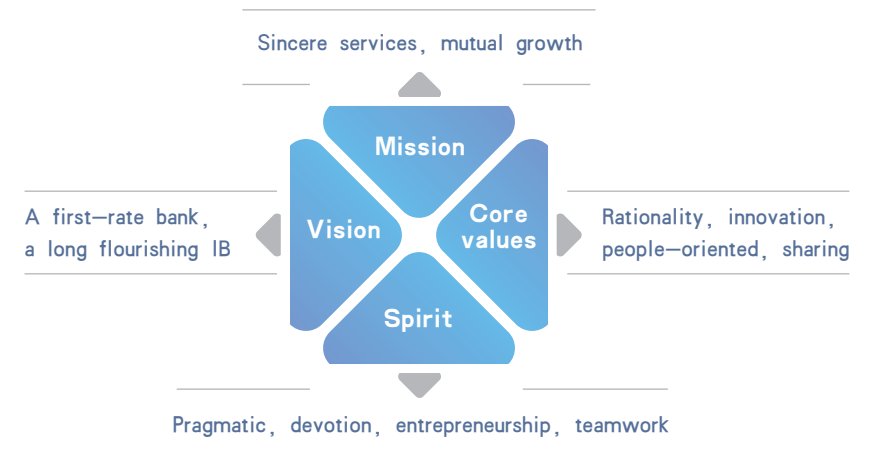 Sincere services, mutual growth
Mission
A first—rate bank,
a long flourishing IB
Vision
Core
values
Rationality, innovation,
people—oriented, sharing
Spirit
Pragmatic, devotion, entrepreneurship, teamwork